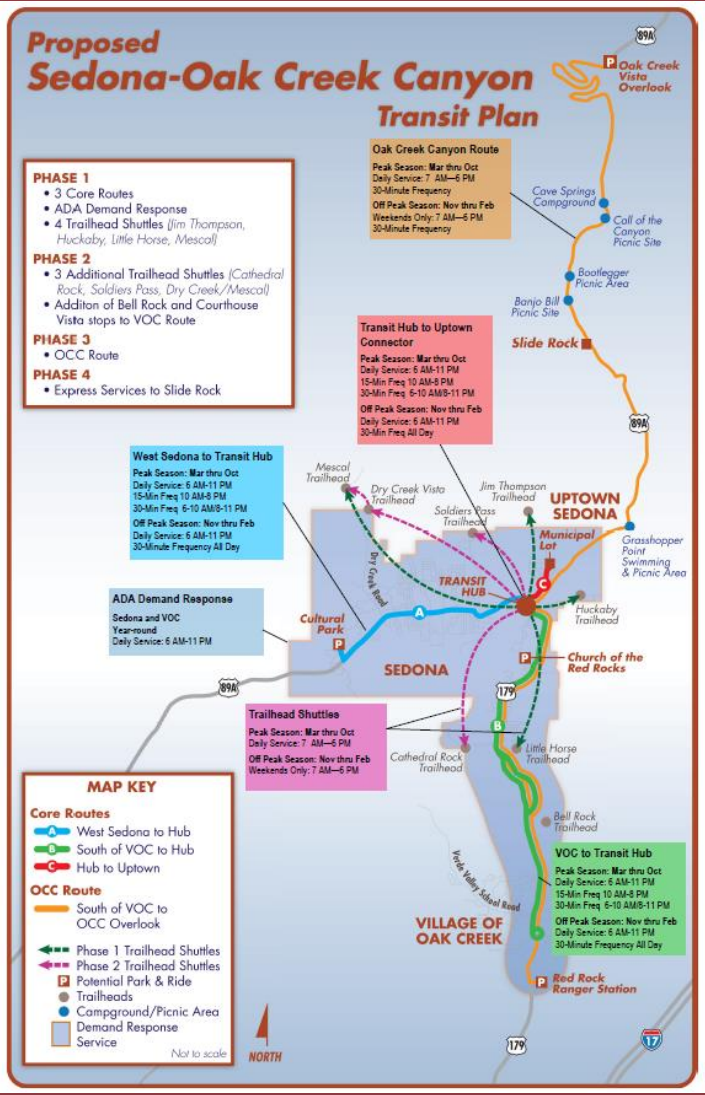 Proposed
Sedona-Oak Creek Canyon
Transit Plan
89A
Oak Creek
Vista
Overlook
P
PHASE 1
• 3 Core Routes
• ADA Demand Response
• 4 Trailhead Shuttles (Jim Thompson,
Huckaby, Little Horse, Mescal)
PHASE 2
• 3 Additional Trailhead Shuttles (Cathedral
Rock, Soldiers Pass, Dry Creek/Mescal)
• Additon of Bell Rock and Courthouse
Vista stops to VOC Route
PHASE 3
• OCC Route
PHASE 4
• Express Services to Slide Rock
Oak Creek Canyon Route
Peak Season: Mar thru Oct
Daily Service: 7 AM—6 PM
30-Minute Frequency
Off Peak Season: Nov thru Feb
Weekends Only: 7 AM—6 PM
30-Minute Frequency
Cave Springs
Campground
Call of the
Canyon
Picnic Site
Bootlegger
Picnic Area
Banjo Bill
Picnic Site
Slide Rock
89A
Transit Hub to Uptown
Connector
Peak Season: Mar thru Oct
Daily Service: 6 AM-11 PM
15-Min Freq 10 AM-8 PM
30-Min Freq 6-10 AM/8-11 PM
Off Peak Season: Nov thru Feb
Daily Service: 6 AM-11 PM
30-Min Freq All Day
West Sedona to Transit Hub
Peak Season: Mar thru Oct
Daily Service: 6 AM-11 PM
15-Min Freq 10 AM-8 PM
30-Min Freq 6-10 AM/8-11 PM
Off Peak Season: Nov thru Feb
Daily Service: 6 AM-11 PM
30-Minute Frequency All Day
Mescal
Trailhead
Dry Creek Vista
Trailhead
Soldiers Pass
Trailhead
Jim Thompson
Trailhead
UPTOWN
SEDONA
Municipal
Lot
Grasshopper
Point
Swimming
& Picnic Area
Dry Creek Road
TRANSIT
HUB
C
Huckaby
Trailhead
ADA Demand Response
Sedona and VOC
Year-round
Daily Service: 6 AM-11 PM
Cultural
Park
P
A
SEDONA
P
Church of the
Red Rocks
89A
179
B
Trailhead Shuttles
Peak Season: Mar thru Oct
Daily Service: 7 AM—6 PM
Off Peak Season: Nov thru Feb
Weekends Only: 7 AM—6 PM
Cathedral Rock
Trailhead
Little Horse
Trailhead
Bell Rock
Trailhead
Verde Valley School Road
VOC to Transit Hub
Peak Season: Mar thru Oct
Daily Service: 6 AM-11 PM
15-Min Freq 10 AM-8 PM
30-Min Freq 6-10 AM/8-11 PM
Off Peak Season: Nov thru Feb
Daily Service: 6 AM-11 PM
30-Minute Frequency All Day
VILLAGE OF
OAK CREEK
P
Red Rock
Ranger Station
179
17
MAP KEY
Core Routes
A West Sedona to Hub
B South of VOC to Hub
C Hub to Uptown
OCC Route
South of VOC to
OCC Overlook
Phase 1 Trailhead Shuttles
Phase 2 Trailhead Shuttles
P Potential Park & Ride
Trailheads
Campground/Picnic Area
Demand Response
Service
Not to scale
NORTH